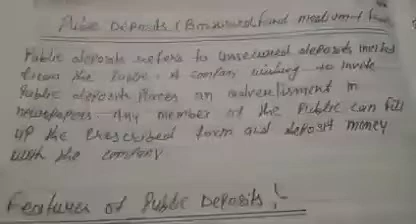 Public Deposits (Borrowed fund medium
Public deposits refers to unsecured deposits invited
from the Public. A company wishing to invite
Public deposits places an advertisement in
newspapers. Any member of the Public can fill
up the Prescribed form and deposit money
with the company
Features of Public Deposits :-